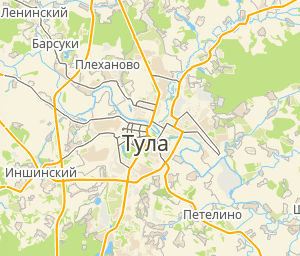 Ленинский
Барсуки
Плеханово
Тула
Иншинский
Петелино